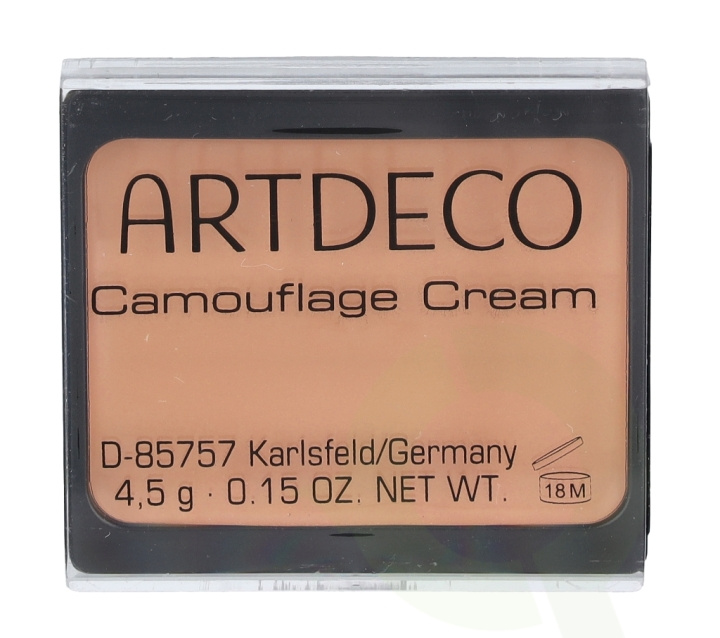 ARTDECO
Camouflage Cream
D-85757 Karlsfeld/Germany
4,5 g · 0.15 OZ. NET WT.
18M